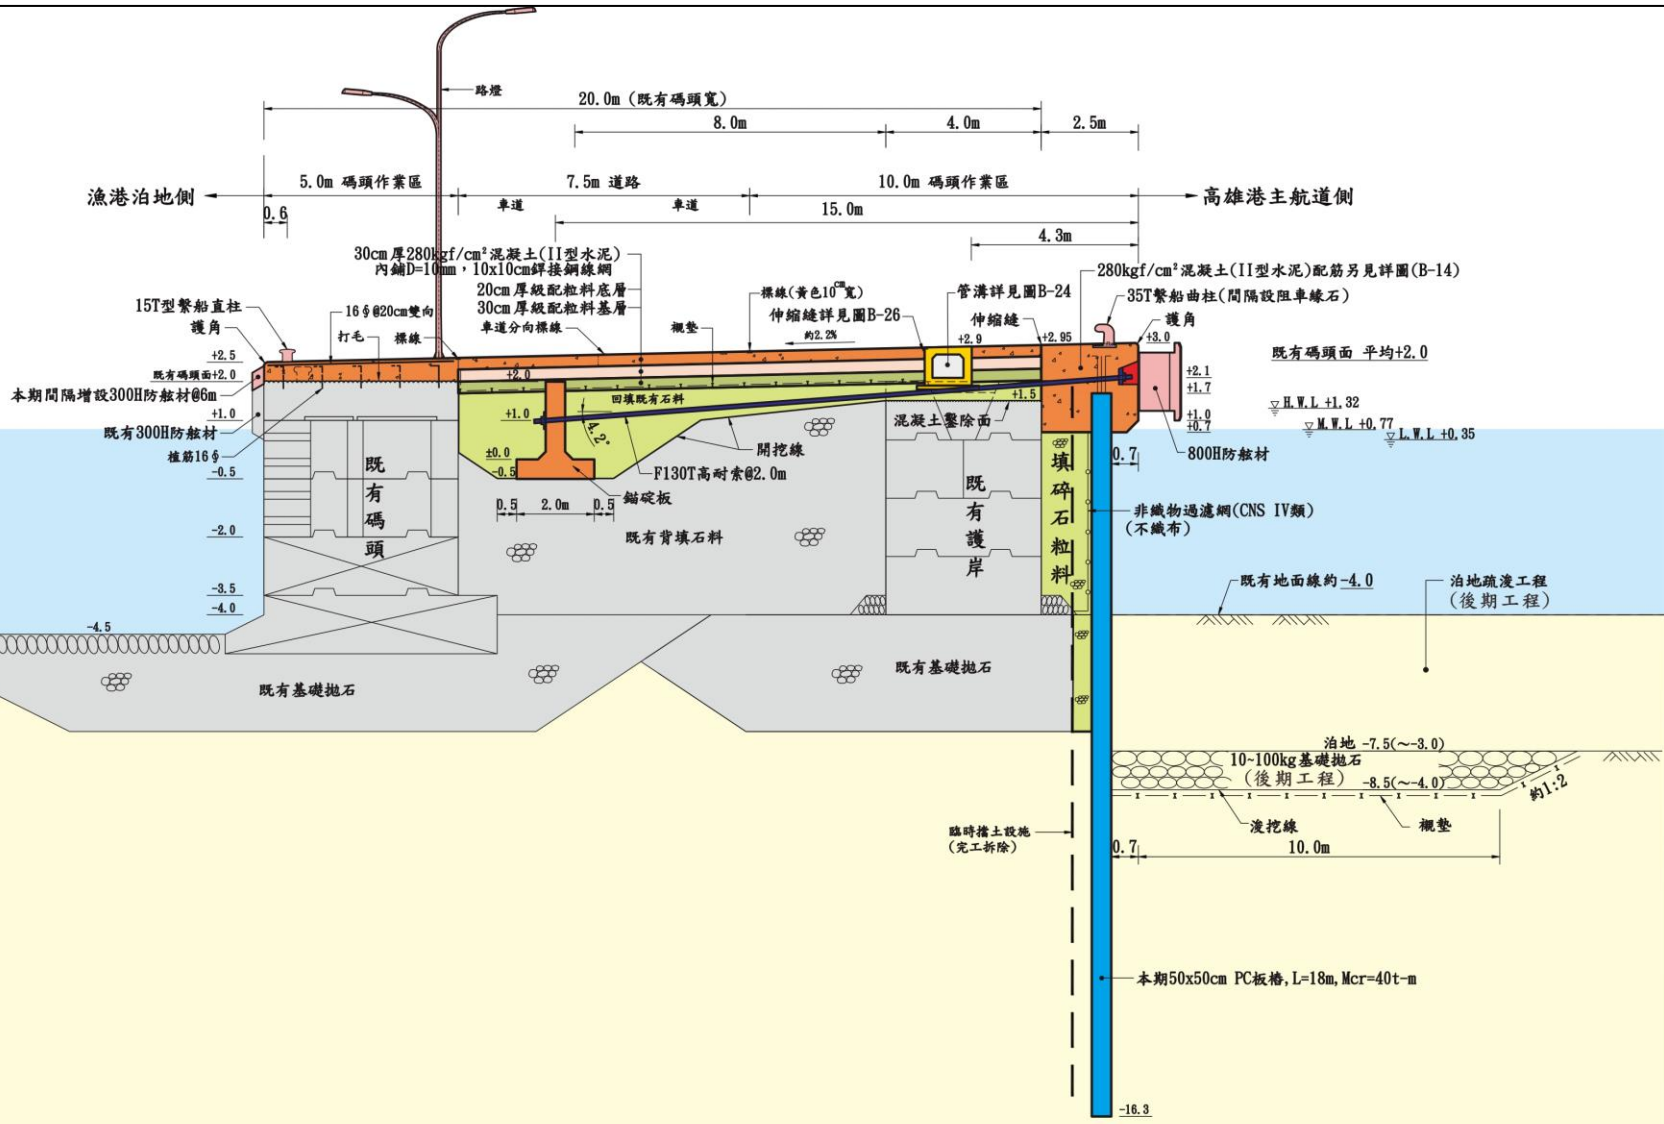 路燈
20.0m (既有碼頭寬)
8.0m
4.0m
2.5m
漁港泊地側
5.0m 碼頭作業區
7.5m 道路
10.0m 碼頭作業區
高雄港主航道側
車道
車道
0.6
15.0m
4.3m
30cm厚280kgf/cm²混凝土(II型水泥)
內鋪D=10mm，10x10cm銲接鋼線網
20cm厚級配粒料底層
30cm厚級配粒料基層
車道分向標線
標線(黃色10cm寬)
伸縮縫詳見圖B-26
約2.2%
襯墊
管溝詳見圖B-24
伸縮縫
280kgf/cm²混凝土(II型水泥)配筋另見詳圖(B-14)
35T繫船曲柱(間隔設阻車緣石)
護角
15T型繫船直柱
護角
16∮@20cm雙向
打毛
標線
+2.5
既有碼頭面+2.0
本期間隔增設300H防舷材@6m
+1.0
既有300H防舷材
植筋16∮
-0.5
-2.0
-3.5
-4.0
-4.5
+2.9
+2.95
+3.0
既有碼頭面 平均+2.0
+2.1
+1.7
+1.0
+0.7
H.W.L +1.32
M.W.L +0.77
L.W.L +0.35
800H防舷材
+2.0
回填既有石料
+1.0
4.2°
+1.5
混凝土鑿除面
開挖線
±0.0
-0.5
F130T高耐索@2.0m
錨碇板
0.5
2.0m
0.5
既有碼頭
既有背填石料
既有護岸
填碎石粒料
0.7
非織物過濾網(CNS IV類)
(不織布)
既有地面線約-4.0
泊地疏浚工程
(後期工程)
既有基礎拋石
既有基礎拋石
泊地 -7.5(～-3.0)
10~100kg基礎拋石
(後期工程)
-8.5(～-4.0)
約1:2
浚挖線
襯墊
臨時擋土設施
(完工拆除)
0.7
10.0m
本期50x50cm PC板樁,L=18m,Mcr=40t-m
-16.3